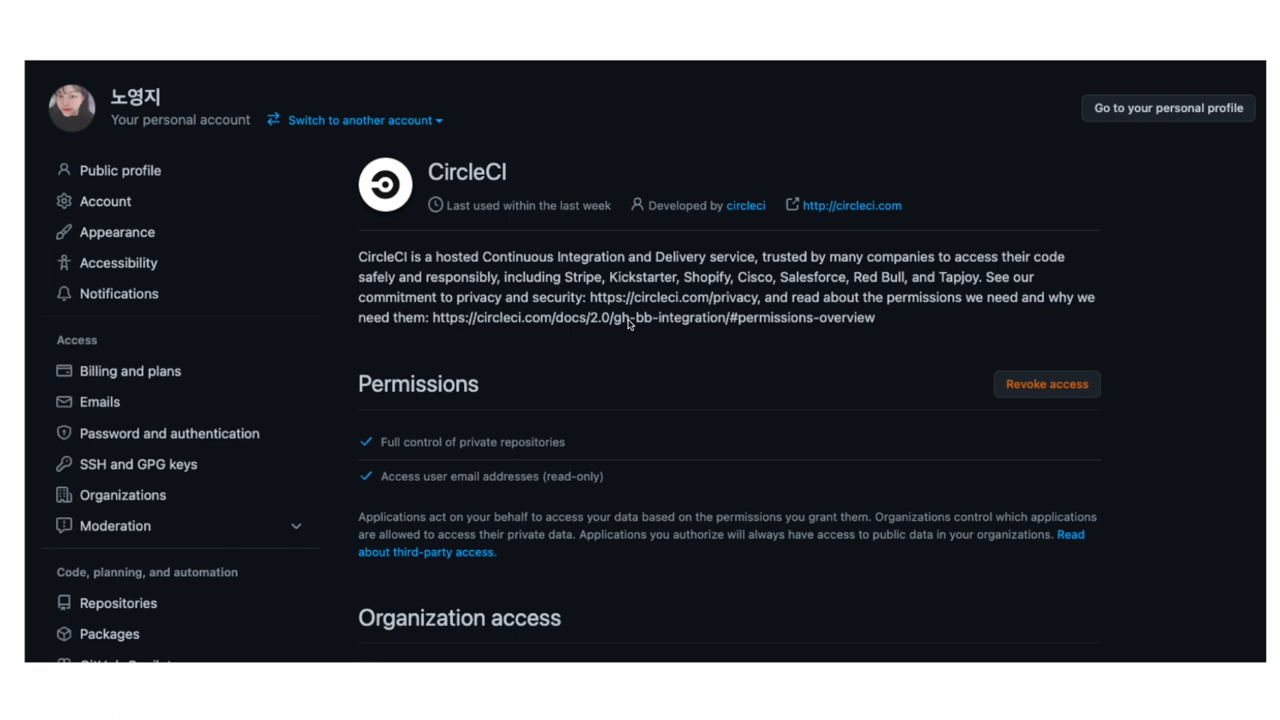 노영지
Your personal account
Switch to another account
Go to your personal profile
Public profile
Account
Appearance
Accessibility
Notifications
Access
Billing and plans
Emails
Password and authentication
SSH and GPG keys
Organizations
Moderation
Code, planning, and automation
Repositories
Packages
CircleCI
Last used within the last week
Developed by circleci
http://circleci.com
CircleCI is a hosted Continuous Integration and Delivery service, trusted by many companies to access their code
safely and responsibly, including Stripe, Kickstarter, Shopify, Cisco, Salesforce, Red Bull, and Tapjoy. See our
commitment to privacy and security: https://circleci.com/privacy, and read about the permissions we need and why we
need them: https://circleci.com/docs/2.0/gh-bb-integration/#permissions-overview
Permissions
Revoke access
Full control of private repositories
Access user email addresses (read-only)
Applications act on your behalf to access your data based on the permissions you grant them. Organizations control which applications
are allowed to access their private data. Applications you authorize will always have access to public data in your organizations. Read
about third-party access.
Organization access